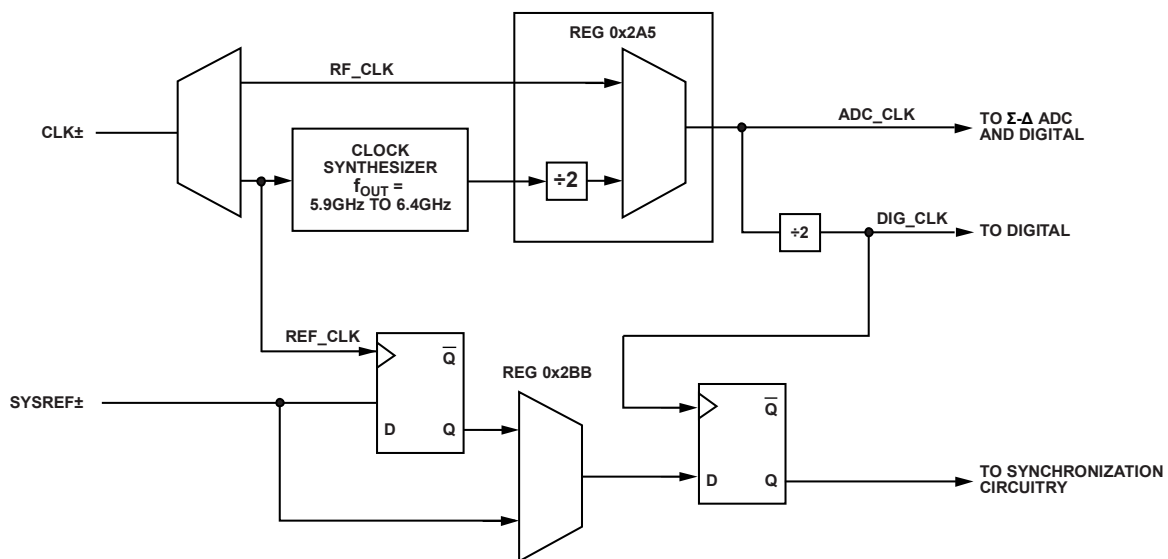 REG 0x2A5
RF_CLK
CLK±
CLOCK
SYNTHESIZER
fOUT =
5.9GHz TO 6.4GHz
÷2
ADC_CLK
TO Σ-Δ ADC
AND DIGITAL
÷2
DIG_CLK
TO DIGITAL
REF_CLK
SYSREF±
Q̅
D
Q
REG 0x2BB
Q̅
D
Q
TO SYNCHRONIZATION
CIRCUITRY